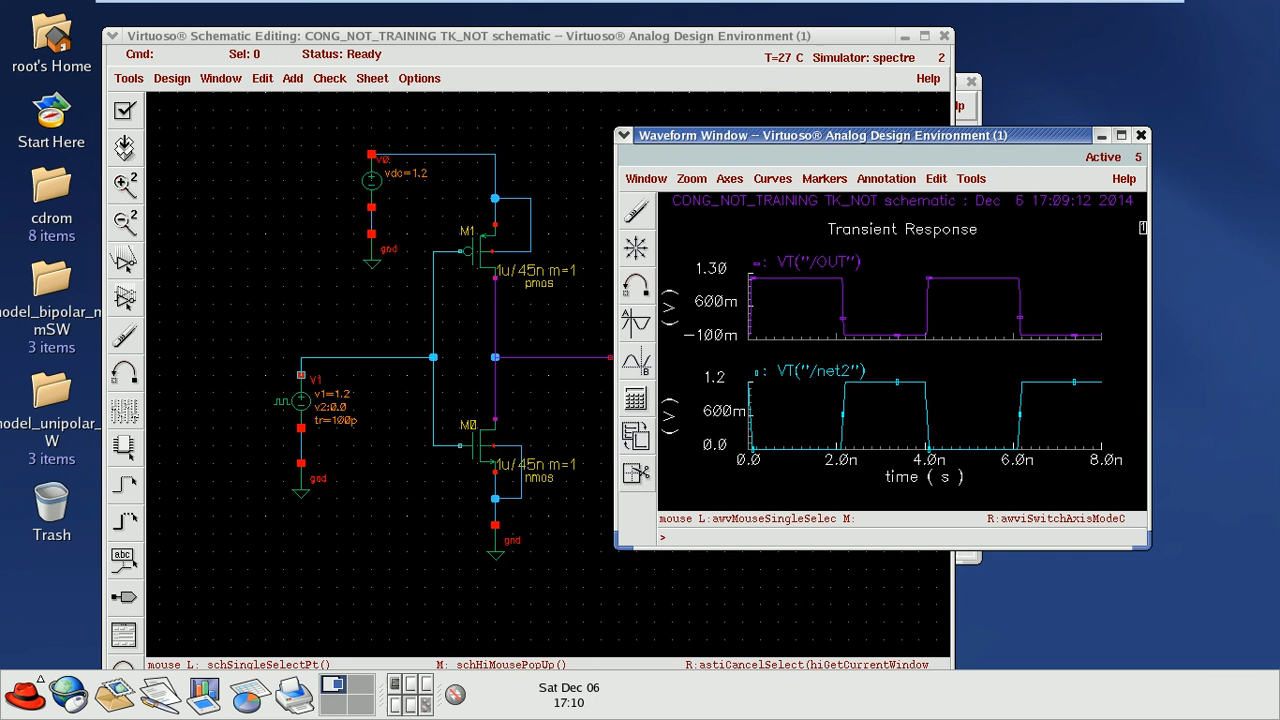 root's Home
Start Here
cdrom
8 items
model_bipolar_n
mSW
3 items
model_unipolar_
W
3 items
Trash
Virtuoso® Schematic Editing: CONG_NOT_TRAINING TK_NOT schematic -- Virtuoso® Analog Design Environment (1)
Cmd: Sel: 0 Status: Ready T=27 C Simulator: spectre 2
Tools Design Window Edit Add Check Sheet Options Help
V0
vdc=1.2
gnd
M1
1u/45n m=1
pmos
V1
v1=1.2
v2:0.0
tr=100p
gnd
M0
1u/45n m=1
nmos
gnd
abc
mouse L: schSingleSelectPt() M: schHiMousePopUp() R:astiCancelSelect(hiGetCurrentWindow
lp
Waveform Window -- Virtuoso® Analog Design Environment (1)
Active 5
Window Zoom Axes Curves Markers Annotation Edit Tools Help
CONG_NOT_TRAINING TK_NOT schematic : Dec 6 17:09:12 2014
Transient Response
1
-: VT("/OUT")
1.30
600m
-100m
(V)
▯: VT("/net2")
1.2
600m
0.0
(V)
0.0 2.0n 4.0n 6.0n 8.0n
time ( s )
mouse L:awvMouseSingleSelec M: R:awviSwitchAxisModeC
>
Sat Dec 06
17:10